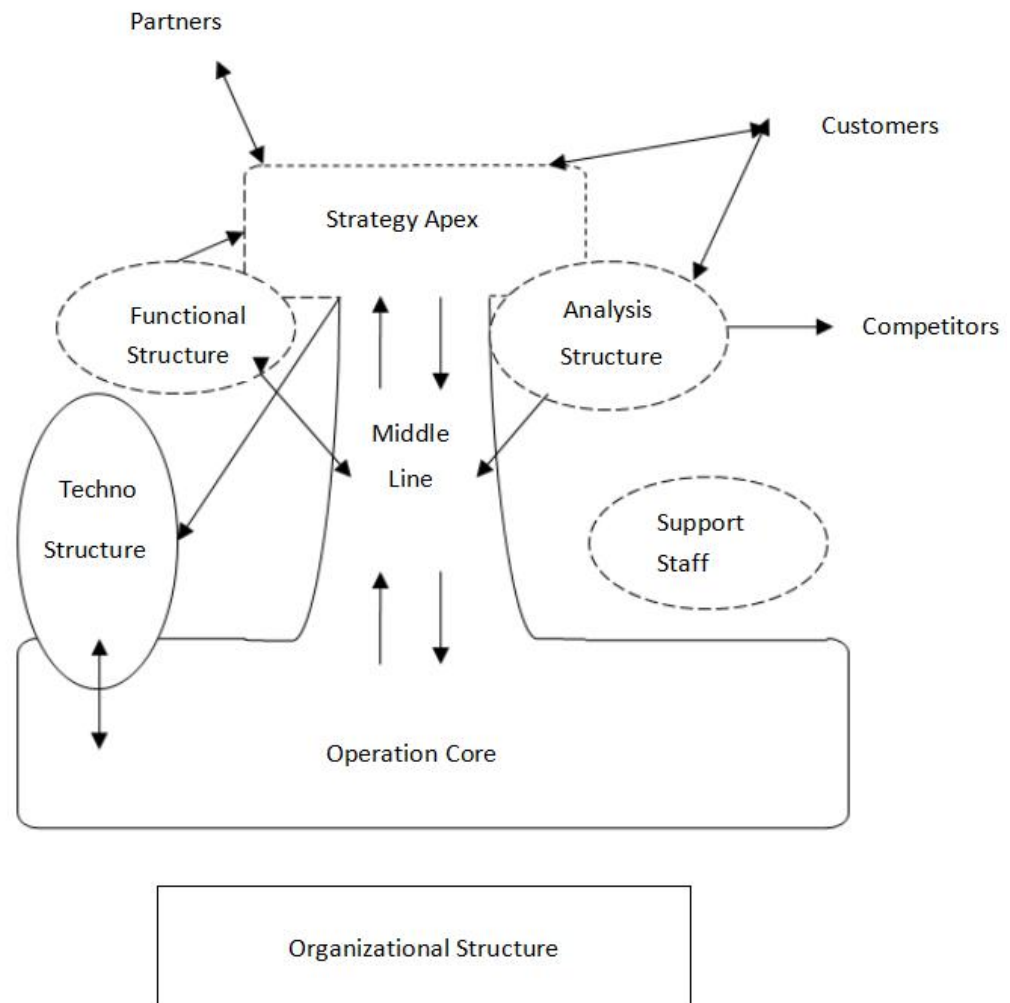 Partners
Customers
Strategy Apex
Functional
Structure
Analysis
Structure
Competitors
Middle
Line
Techno
Structure
Support
Staff
Operation Core
Organizational Structure